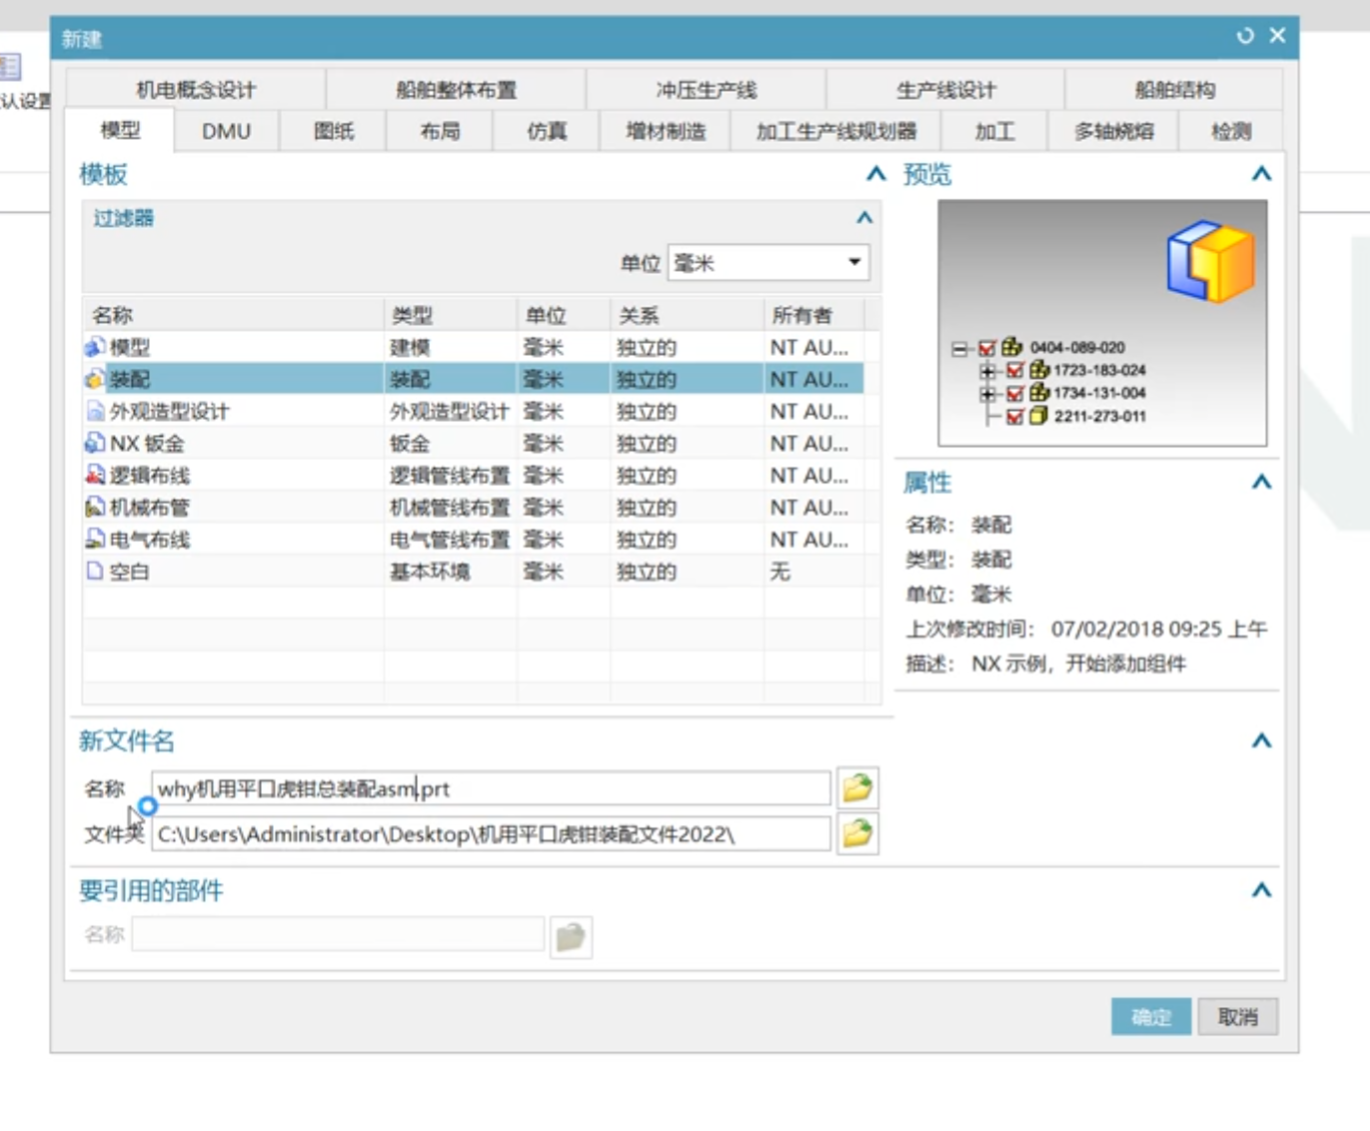 新建
认设置
机电概念设计 船舶整体布置 冲压生产线 生产线设计 船舶结构
模型 DMU 图纸 布局 仿真 增材制造 加工生产线规划器 加工 多轴烧熔 检测
模板
过滤器
单位 毫米
名称 类型 单位 关系 所有者
模型 建模 毫米 独立的 NT AU...
装配 装配 毫米 独立的 NT AU...
外观造型设计 外观造型设计 毫米 独立的 NT AU...
NX 钣金 钣金 毫米 独立的 NT AU...
逻辑布线 逻辑管线布置 毫米 独立的 NT AU...
机械布管 机械管线布置 毫米 独立的 NT AU...
电气布线 电气管线布置 毫米 独立的 NT AU...
空白 基本环境 毫米 独立的 无
预览
0404-089-020
1723-183-024
1734-131-004
2211-273-011
属性
名称: 装配
类型: 装配
单位: 毫米
上次修改时间: 07/02/2018 09:25 上午
描述: NX 示例，开始添加组件
新文件名
名称 why机用平口虎钳总装配asm.prt
文件夹 C:\Users\Administrator\Desktop\机用平口虎钳装配文件2022\
要引用的部件
名称
确定 取消